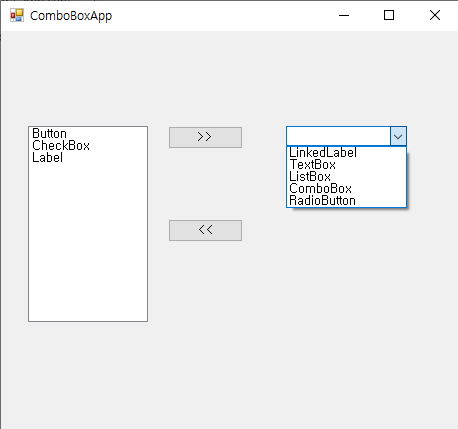 ComboBoxApp
Button
CheckBox
Label
>>
<<
LinkedLabel
TextBox
ListBox
ComboBox
RadioButton